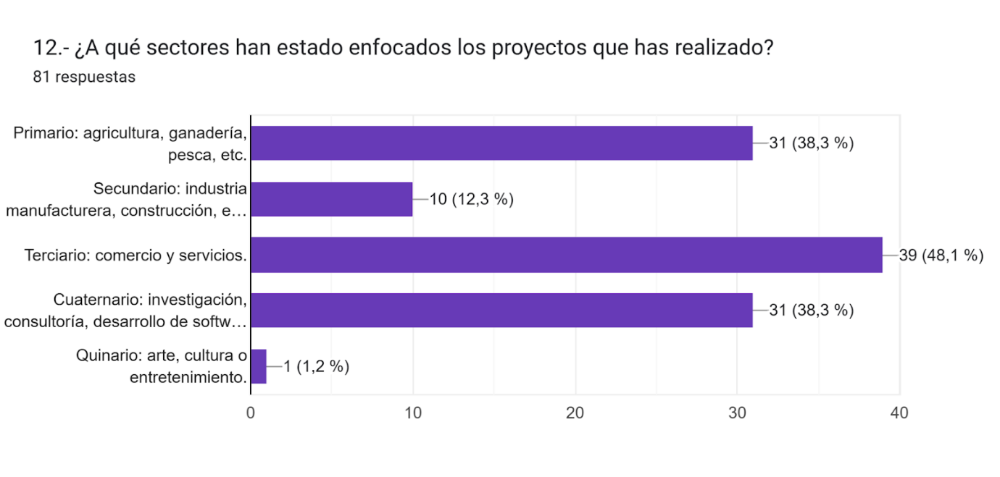 12.- ¿A qué sectores han estado enfocados los proyectos que has realizado?
81 respuestas
Primario: agricultura, ganadería,
pesca, etc.
31 (38,3 %)
Secundario: industria
manufacturera, construcción, e…
10 (12,3 %)
Terciario: comercio y servicios.
39 (48,1 %)
Cuaternario: investigación,
consultoría, desarrollo de softw…
31 (38,3 %)
Quinario: arte, cultura o
entretenimiento.
1 (1,2 %)
0 10 20 30 40